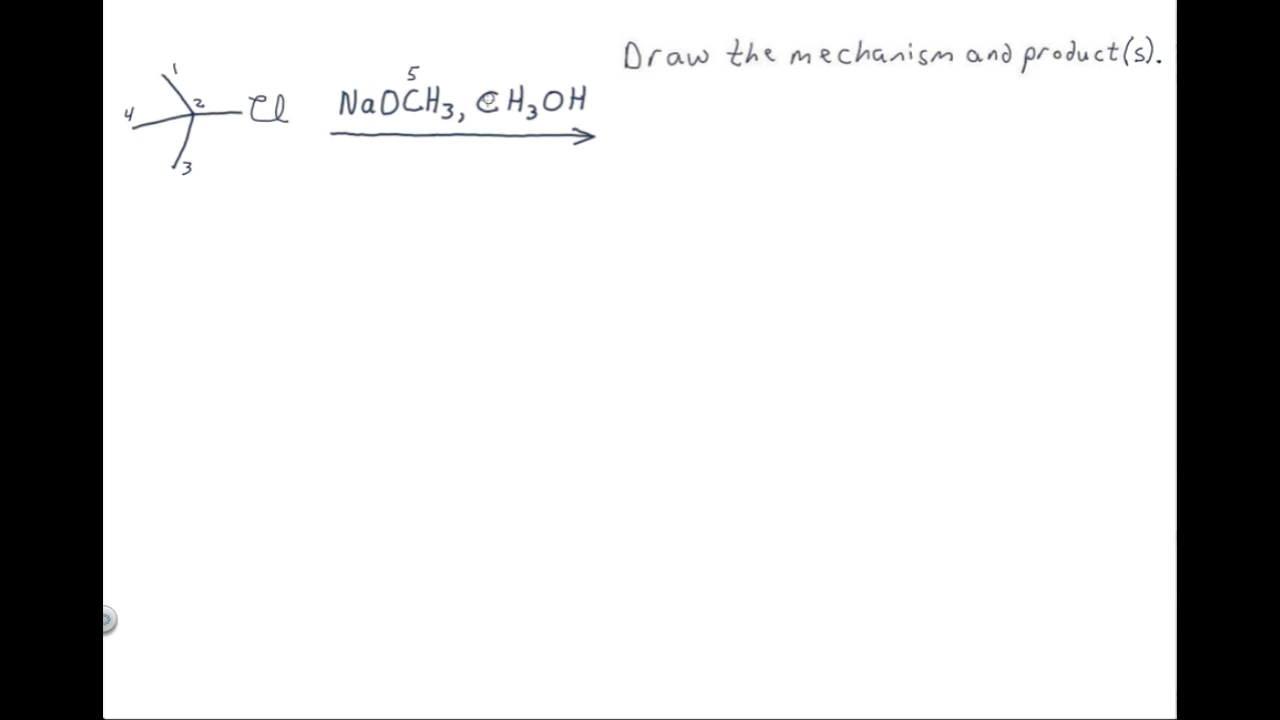 Draw the mechanism and product(s).
1
4 2 Cl
3
5
NaOCH3, CH3OH